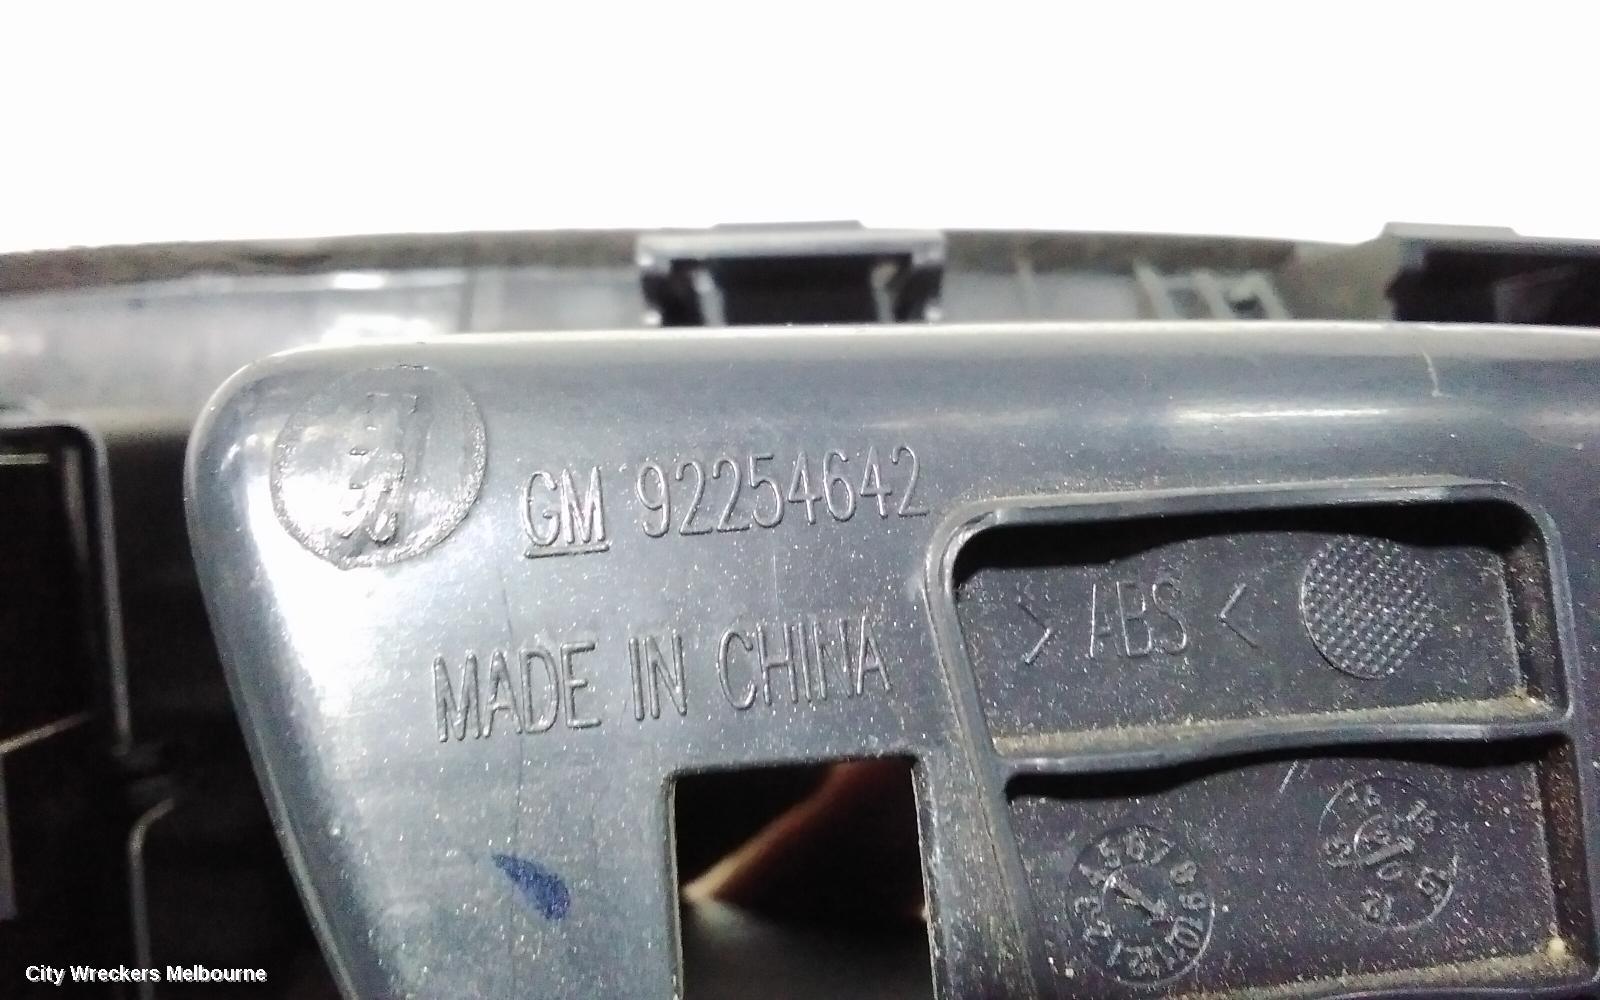 GM 92254642
MADE IN CHINA
>ABS<
City Wreckers Melbourne